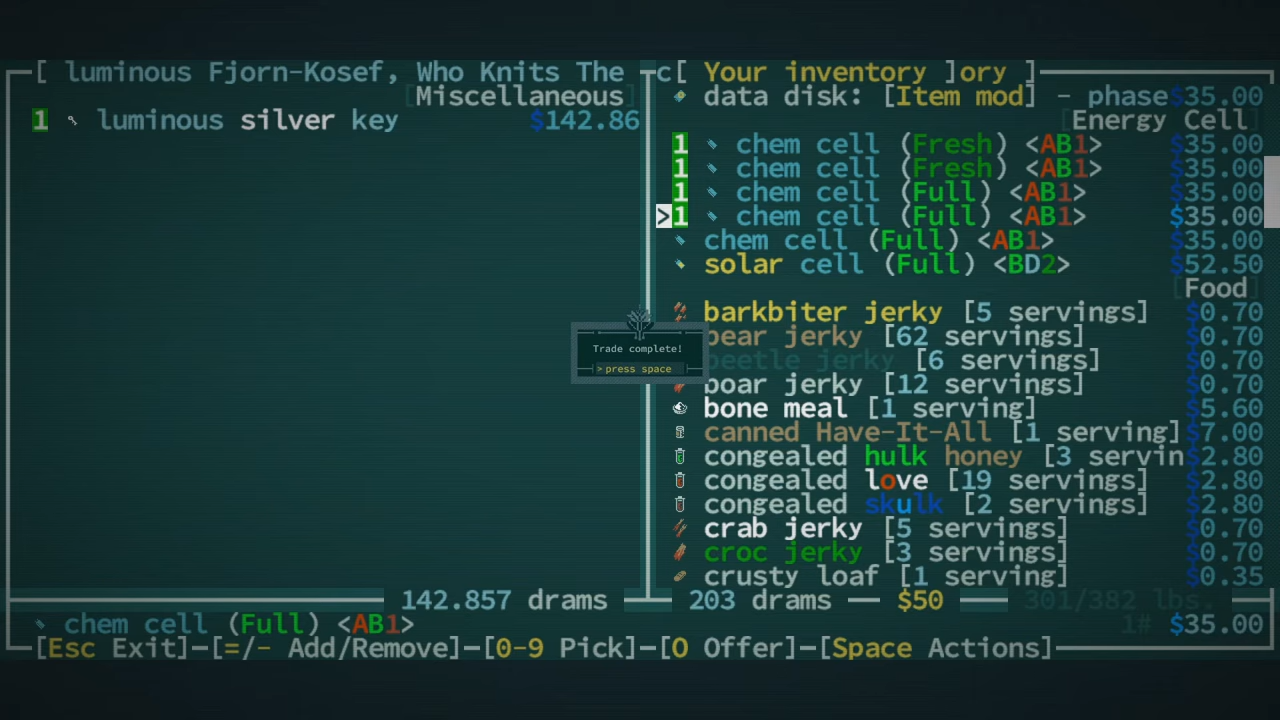 [ luminous Fjorn-Kosef, Who Knits The
[Miscellaneous]
1 luminous silver key $142.86
c[ Your inventory ]ory ]
data disk: [Item mod] - phase$35.00
[Energy Cell]
1 chem cell (Fresh) <AB1> $35.00
1 chem cell (Fresh) <AB1> $35.00
1 chem cell (Full) <AB1> $35.00
>1 chem cell (Full) <AB1> $35.00
chem cell (Full) <AB1> $35.00
solar cell (Full) <BD2> $52.50
[Food]
barkbiter jerky [5 servings] $0.70
bear jerky [62 servings] $0.70
beetle jerky [6 servings] $0.70
boar jerky [12 servings] $0.70
bone meal [1 serving] $5.60
canned Have-It-All [1 serving]$7.00
congealed hulk honey [3 servin$2.80
congealed love [19 servings] $2.80
congealed skulk [2 servings] $2.80
crab jerky [5 servings] $0.70
croc jerky [3 servings] $0.70
crusty loaf [1 serving] $0.35
Trade complete!
>press space
142.857 drams
203 drams — $50 301/382 lbs.
chem cell (Full) <AB1> 1# $35.00
[Esc Exit]-[=/- Add/Remove]-[0-9 Pick]-[O Offer]-[Space Actions]